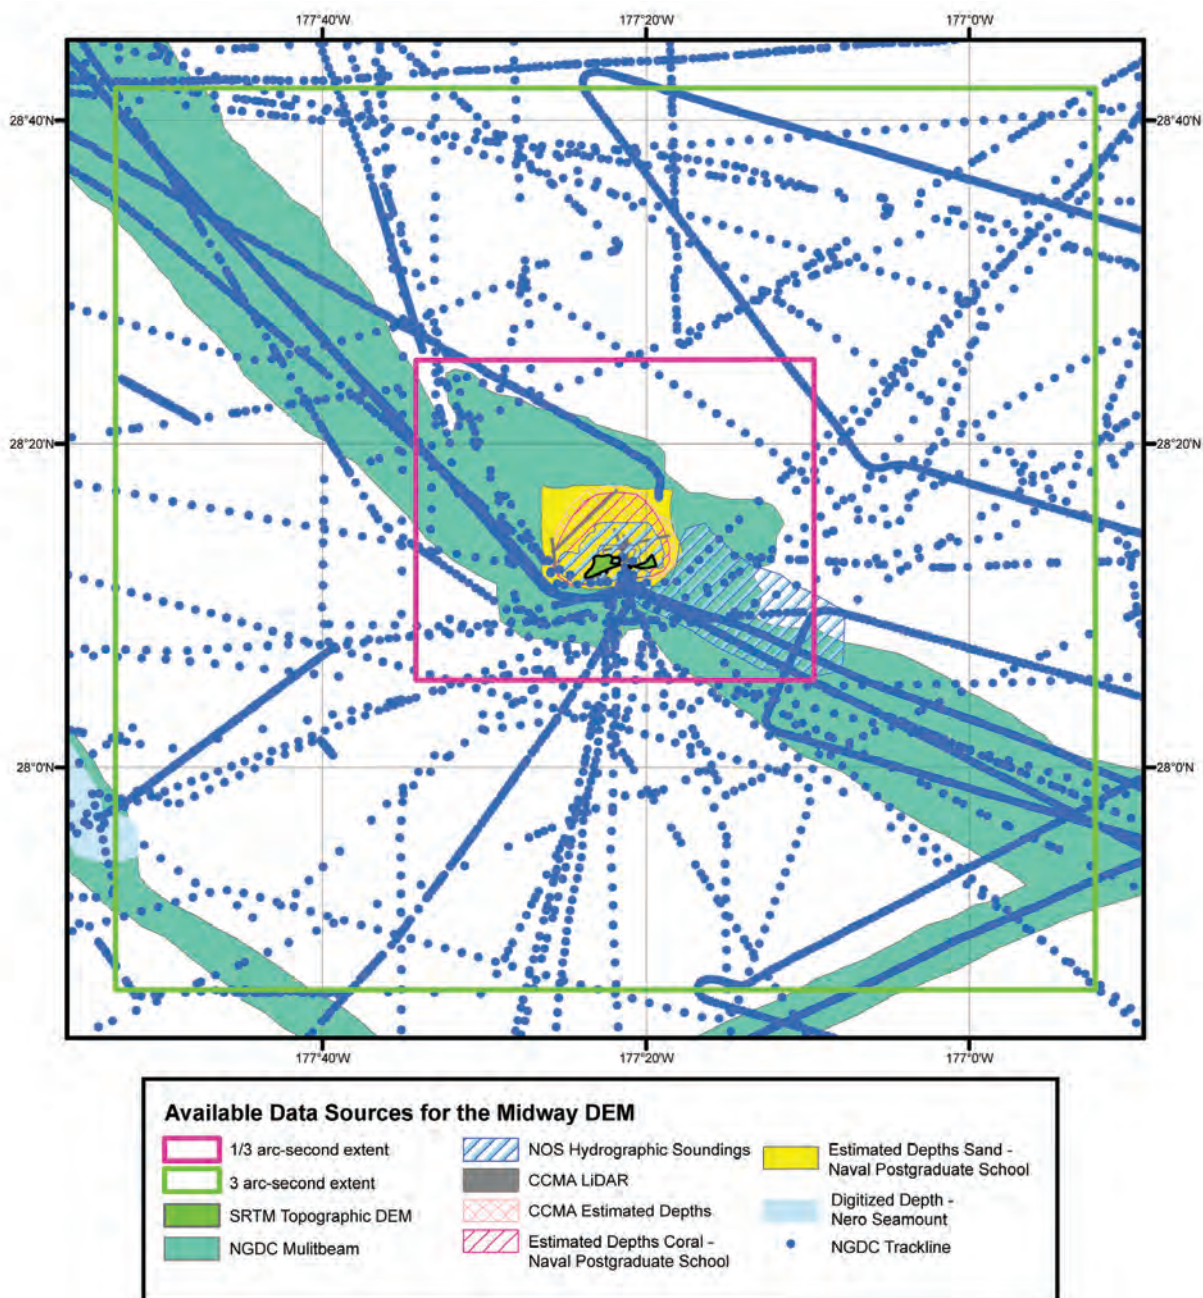 177°40'W 177°20'W 177°0'W
28°40'N 28°40'N
28°20'N 28°20'N
28°0'N 28°0'N
177°40'W 177°20'W 177°0'W
Available Data Sources for the Midway DEM
1/3 arc-second extent
3 arc-second extent
SRTM Topographic DEM
NGDC Mulitbeam
NOS Hydrographic Soundings
CCMA LiDAR
CCMA Estimated Depths
Estimated Depths Coral -
Naval Postgraduate School
Estimated Depths Sand -
Naval Postgraduate School
Digitized Depth -
Nero Seamount
NGDC Trackline